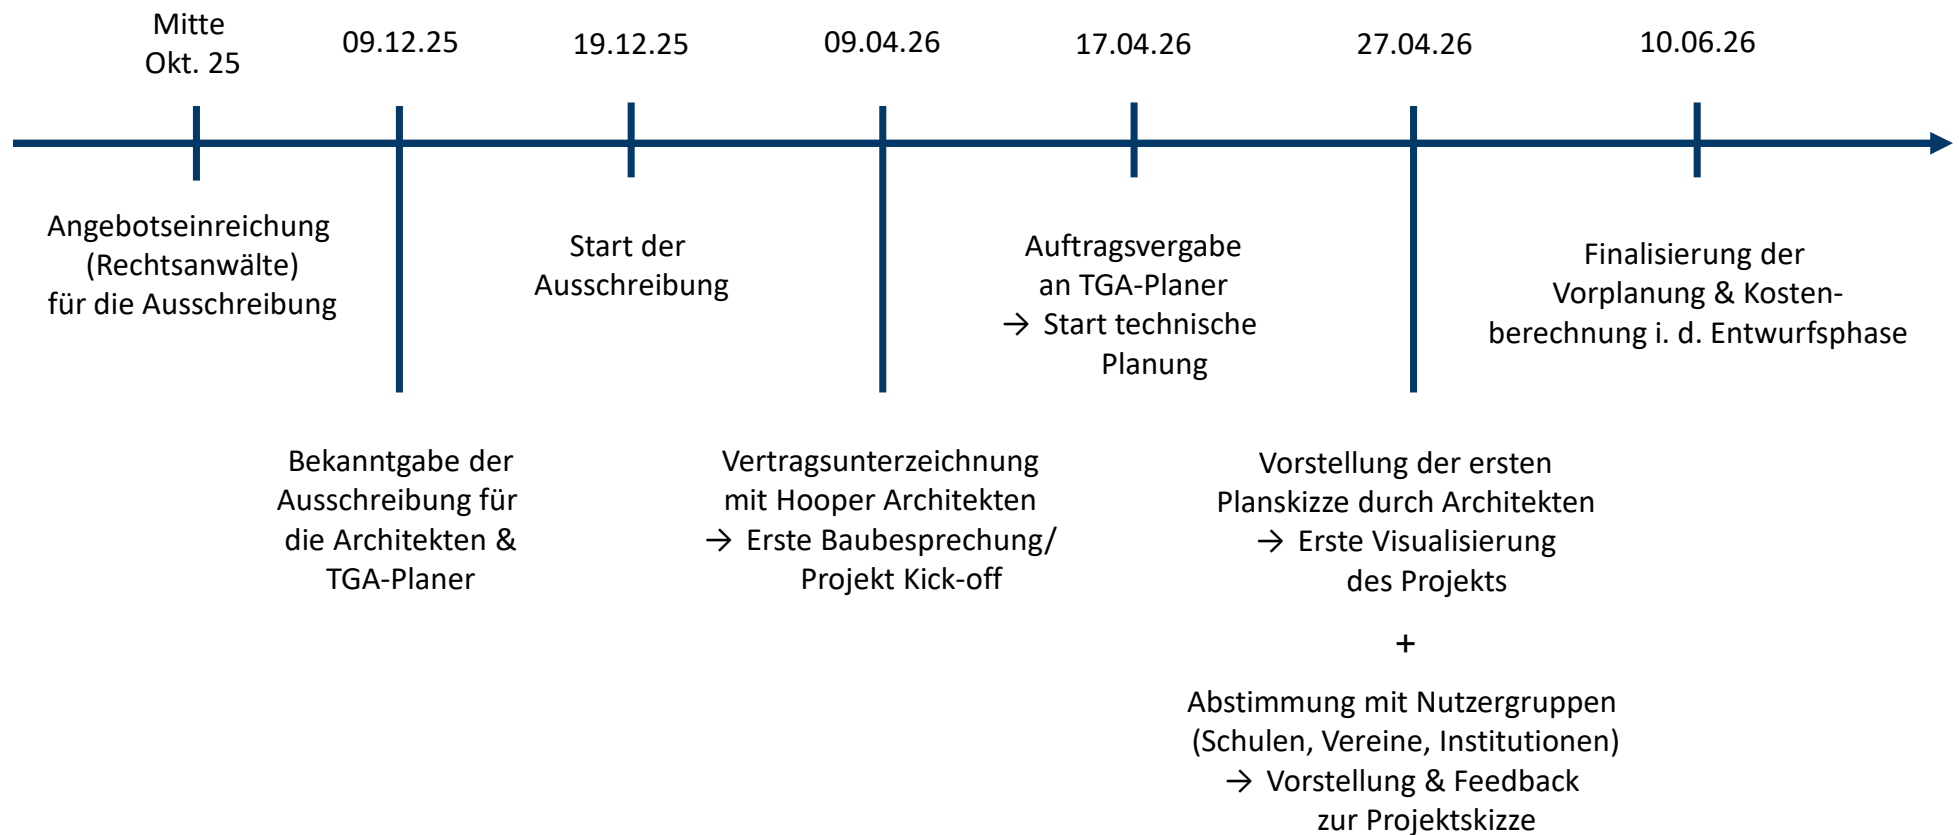 Mitte
Okt. 25
09.12.25
19.12.25
09.04.26
17.04.26
27.04.26
10.06.26
Angebotseinreichung
(Rechtsanwälte)
für die Ausschreibung
Start der
Ausschreibung
Auftragsvergabe
an TGA-Planer
→ Start technische
Planung
Finalisierung der
Vorplanung & Kosten-
berechnung i. d. Entwurfsphase
Bekanntgabe der
Ausschreibung für
die Architekten &
TGA-Planer
Vertragsunterzeichnung
mit Hooper Architekten
→ Erste Baubesprechung/
Projekt Kick-off
Vorstellung der ersten
Planskizze durch Architekten
→ Erste Visualisierung
des Projekts
+
Abstimmung mit Nutzergruppen
(Schulen, Vereine, Institutionen)
→ Vorstellung & Feedback
zur Projektskizze